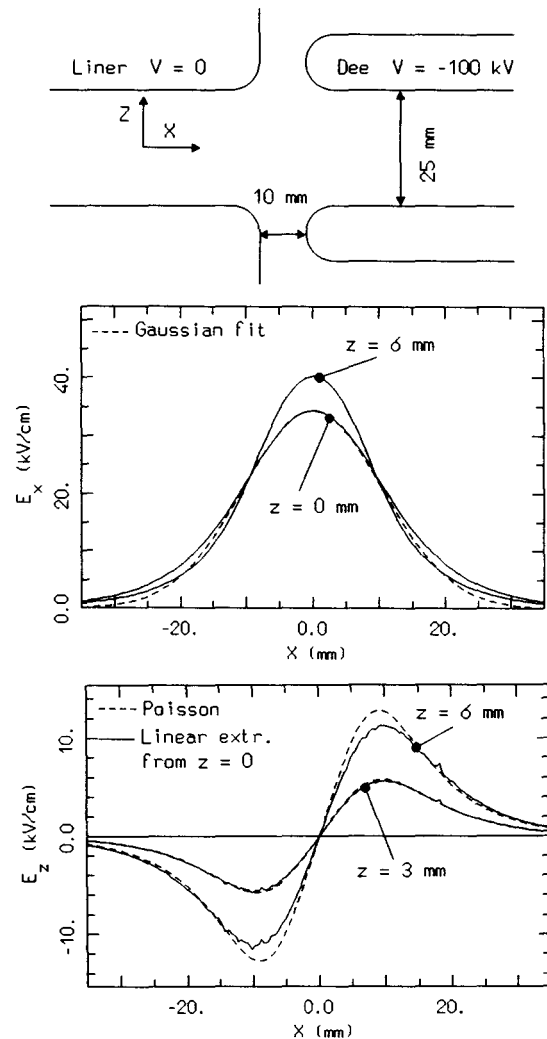 Liner V = 0
Dee V = -100 kV
Z
X
25 mm
10 mm
Gaussian fit
z = 6 mm
z = 0 mm
40.
20.
0.0
E_x (kV/cm)
-20.
0.0
20.
X (mm)
Poisson
Linear extr.
from z = 0
z = 6 mm
z = 3 mm
10.
0.0
-10.
E_z (kV/cm)
-20.
0.0
20.
X (mm)